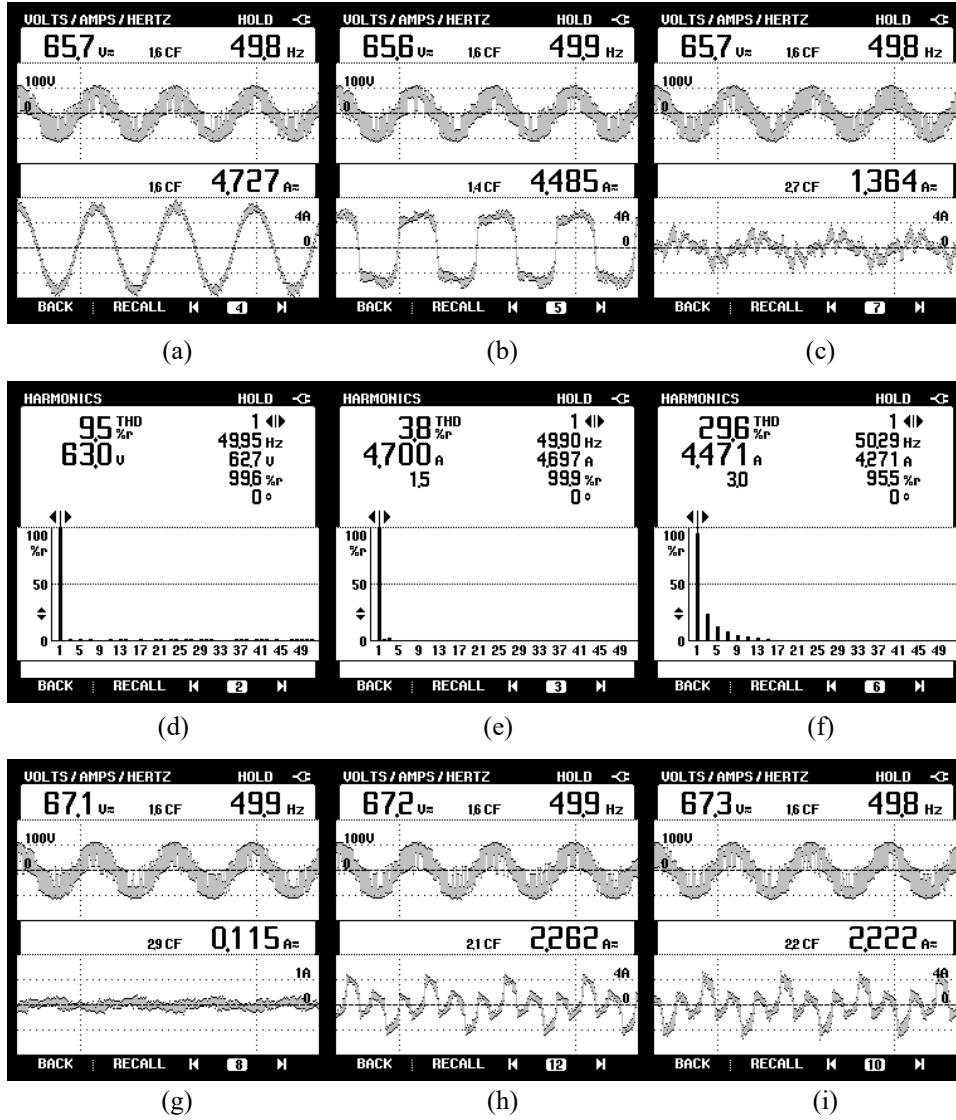 VOLTS/AMPS/HERTZ HOLD
65.7 V≂ 1.6 CF 49.8 Hz
100V
0
1.6 CF 4.727 A≂
4A
0
BACK RECALL 4
(a)
VOLTS/AMPS/HERTZ HOLD
65.6 V≂ 1.6 CF 49.9 Hz
100V
0
1.4 CF 4.485 A≂
4A
0
BACK RECALL 5
(b)
VOLTS/AMPS/HERTZ HOLD
65.7 V≂ 1.6 CF 49.8 Hz
100V
0
2.7 CF 1.364 A≂
4A
0
BACK RECALL 7
(c)
HARMONICS HOLD
9.5 THD %r 1
49.95 Hz
63.0 V 62.7 V
99.6 %r
0 °
100
%r
50
0
1 5 9 13 17 21 25 29 33 37 41 45 49
BACK RECALL 2
(d)
HARMONICS HOLD
3.8 THD %r 1
49.90 Hz
4.700 A 4.697 A
1.5 99.9 %r
0 °
100
%r
50
0
1 5 9 13 17 21 25 29 33 37 41 45 49
BACK RECALL 3
(e)
HARMONICS HOLD
29.6 THD %r 1
50.29 Hz
4.471 A 4.271 A
3.0 95.5 %r
0 °
100
%r
50
0
1 5 9 13 17 21 25 29 33 37 41 45 49
BACK RECALL 6
(f)
VOLTS/AMPS/HERTZ HOLD
67.1 V≂ 1.6 CF 49.9 Hz
100V
0
2.9 CF 0.115 A≂
1A
0
BACK RECALL 8
(g)
VOLTS/AMPS/HERTZ HOLD
67.2 V≂ 1.6 CF 49.9 Hz
100V
0
2.1 CF 2.262 A≂
4A
0
BACK RECALL 12
(h)
VOLTS/AMPS/HERTZ HOLD
67.3 V≂ 1.6 CF 49.8 Hz
100V
0
2.2 CF 2.222 A≂
4A
0
BACK RECALL 10
(i)